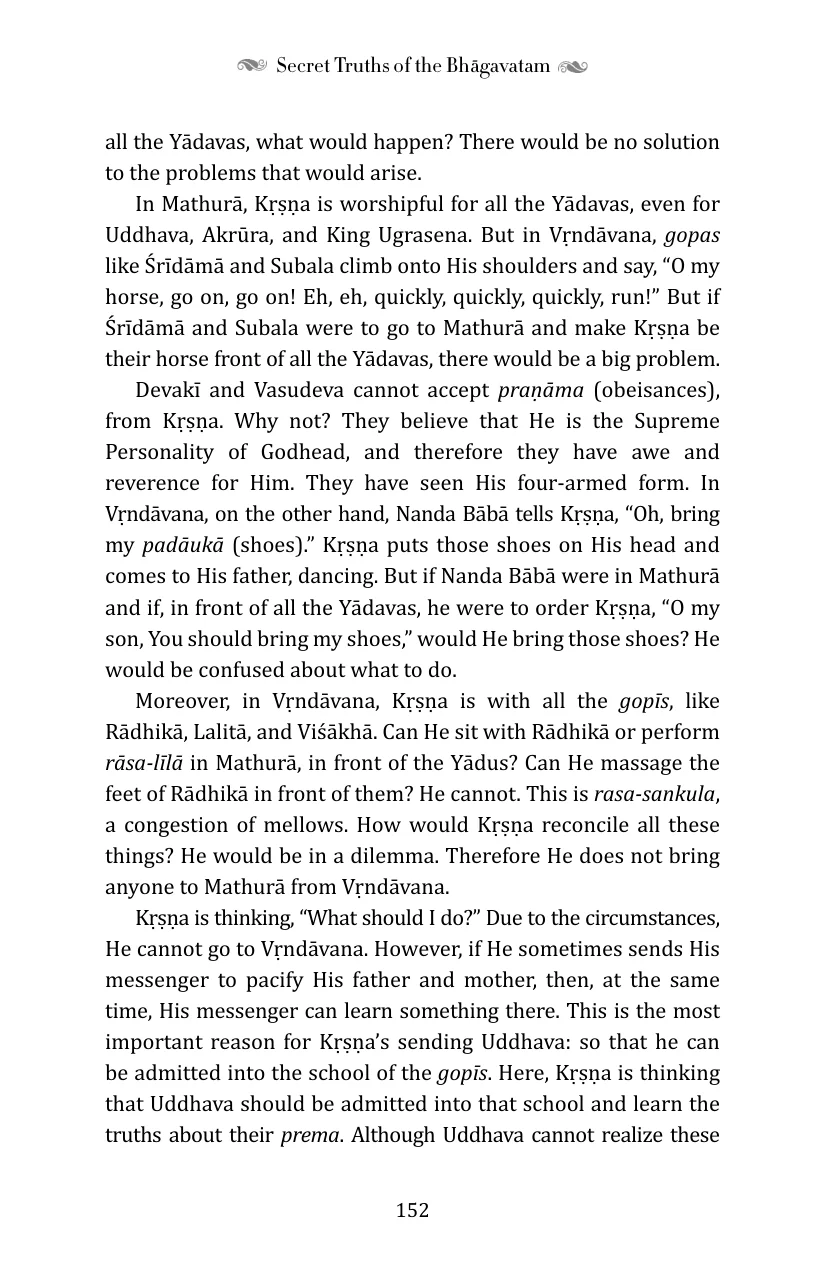 Secret Truths of the Bhāgavatam
all the Yādavas, what would happen? There would be no solution
to the problems that would arise.
In Mathurā, Kṛṣṇa is worshipful for all the Yādavas, even for
Uddhava, Akrūra, and King Ugrasena. But in Vṛndāvana, gopas
like Śrīdāmā and Subala climb onto His shoulders and say, “O my
horse, go on, go on! Eh, eh, quickly, quickly, quickly, run!” But if
Śrīdāmā and Subala were to go to Mathurā and make Kṛṣṇa be
their horse front of all the Yādavas, there would be a big problem.
Devakī and Vasudeva cannot accept praṇāma (obeisances),
from Kṛṣṇa. Why not? They believe that He is the Supreme
Personality of Godhead, and therefore they have awe and
reverence for Him. They have seen His four-armed form. In
Vṛndāvana, on the other hand, Nanda Bābā tells Kṛṣṇa, “Oh, bring
my padāukā (shoes).” Kṛṣṇa puts those shoes on His head and
comes to His father, dancing. But if Nanda Bābā were in Mathurā
and if, in front of all the Yādavas, he were to order Kṛṣṇa, “O my
son, You should bring my shoes,” would He bring those shoes? He
would be confused about what to do.
Moreover, in Vṛndāvana, Kṛṣṇa is with all the gopīs, like
Rādhikā, Lalitā, and Viśākhā. Can He sit with Rādhikā or perform
rāsa-līlā in Mathurā, in front of the Yādus? Can He massage the
feet of Rādhikā in front of them? He cannot. This is rasa-sankula,
a congestion of mellows. How would Kṛṣṇa reconcile all these
things? He would be in a dilemma. Therefore He does not bring
anyone to Mathurā from Vṛndāvana.
Kṛṣṇa is thinking, “What should I do?” Due to the circumstances,
He cannot go to Vṛndāvana. However, if He sometimes sends His
messenger to pacify His father and mother, then, at the same
time, His messenger can learn something there. This is the most
important reason for Kṛṣṇa’s sending Uddhava: so that he can
be admitted into the school of the gopīs. Here, Kṛṣṇa is thinking
that Uddhava should be admitted into that school and learn the
truths about their prema. Although Uddhava cannot realize these
152